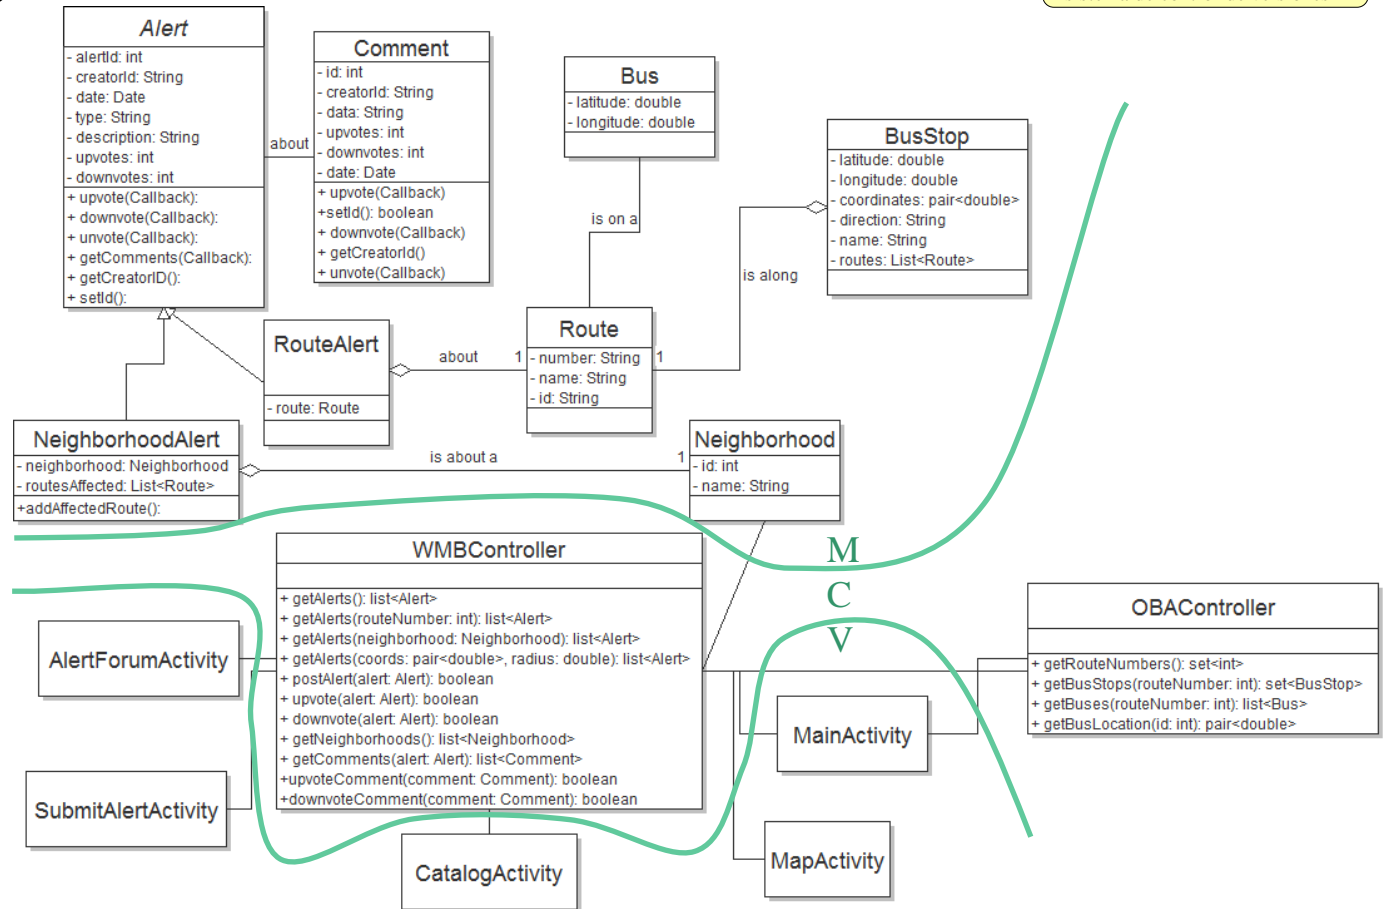 Alert
- alertId: int
- creatorId: String
- date: Date
- type: String
- description: String
- upvotes: int
- downvotes: int
+ upvote(Callback):
+ downvote(Callback):
+ unvote(Callback):
+ getComments(Callback):
+ getCreatorID():
+ setId():
about
Comment
- id: int
- creatorId: String
- data: String
- upvotes: int
- downvotes: int
- date: Date
+ upvote(Callback)
+setId(): boolean
+ downvote(Callback)
+ getCreatorId()
+ unvote(Callback)
Bus
- latitude: double
- longitude: double
is on a
BusStop
- latitude: double
- longitude: double
- coordinates: pair<double>
- direction: String
- name: String
- routes: List<Route>
is along
RouteAlert
- route: Route
about
1
Route
- number: String
- name: String
- id: String
1
NeighborhoodAlert
- neighborhood: Neighborhood
- routesAffected: List<Route>
+addAffectedRoute():
is about a
1
Neighborhood
- id: int
- name: String
M
C
V
WMBController
+ getAlerts(): list<Alert>
+ getAlerts(routeNumber: int): list<Alert>
+ getAlerts(neighborhood: Neighborhood): list<Alert>
+ getAlerts(coords: pair<double>, radius: double): list<Alert>
+ postAlert(alert: Alert): boolean
+ upvote(alert: Alert): boolean
+ downvote(alert: Alert): boolean
+ getNeighborhoods(): list<Neighborhood>
+ getComments(alert: Alert): list<Comment>
+upvoteComment(comment: Comment): boolean
+downvoteComment(comment: Comment): boolean
OBAController
+ getRouteNumbers(): set<int>
+ getBusStops(routeNumber: int): set<BusStop>
+ getBuses(routeNumber: int): list<Bus>
+ getBusLocation(id: int): pair<double>
AlertForumActivity
SubmitAlertActivity
CatalogActivity
MainActivity
MapActivity